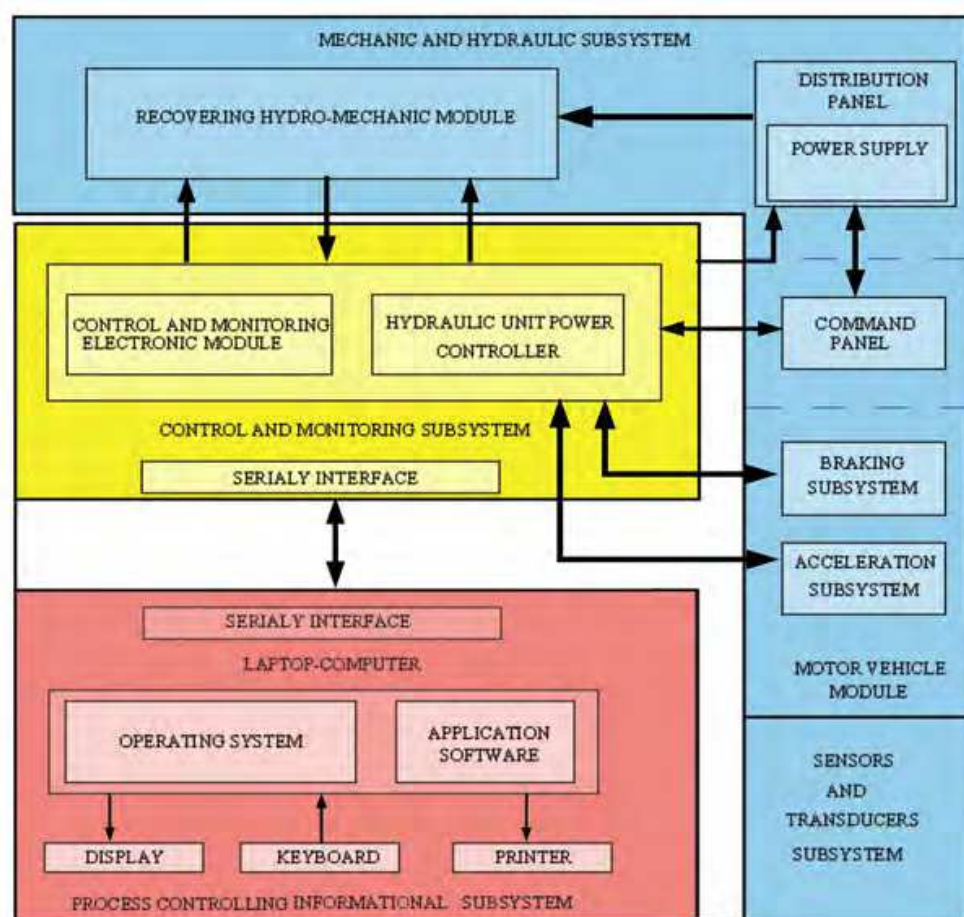 MECHANIC AND HYDRAULIC SUBSYSTEM
RECOVERING HYDRO-MECHANIC MODULE
DISTRIBUTION
PANEL
POWER SUPPLY
CONTROL AND MONITORING
ELECTRONIC MODULE
HYDRAULIC UNIT POWER
CONTROLLER
COMMAND
PANEL
CONTROL AND MONITORING SUBSYSTEM
SERIALY INTERFACE
BRAKING
SUBSYSTEM
ACCELERATION
SUBSYSTEM
MOTOR VEHICLE
MODULE
SERIALY INTERFACE
LAPTOP-COMPUTER
OPERATING SYSTEM
APPLICATION
SOFTWARE
DISPLAY
KEYBOARD
PRINTER
PROCESS CONTROLLING INFORMATIONAL SUBSYSTEM
SENSORS
AND
TRANSDUCERS
SUBSYSTEM